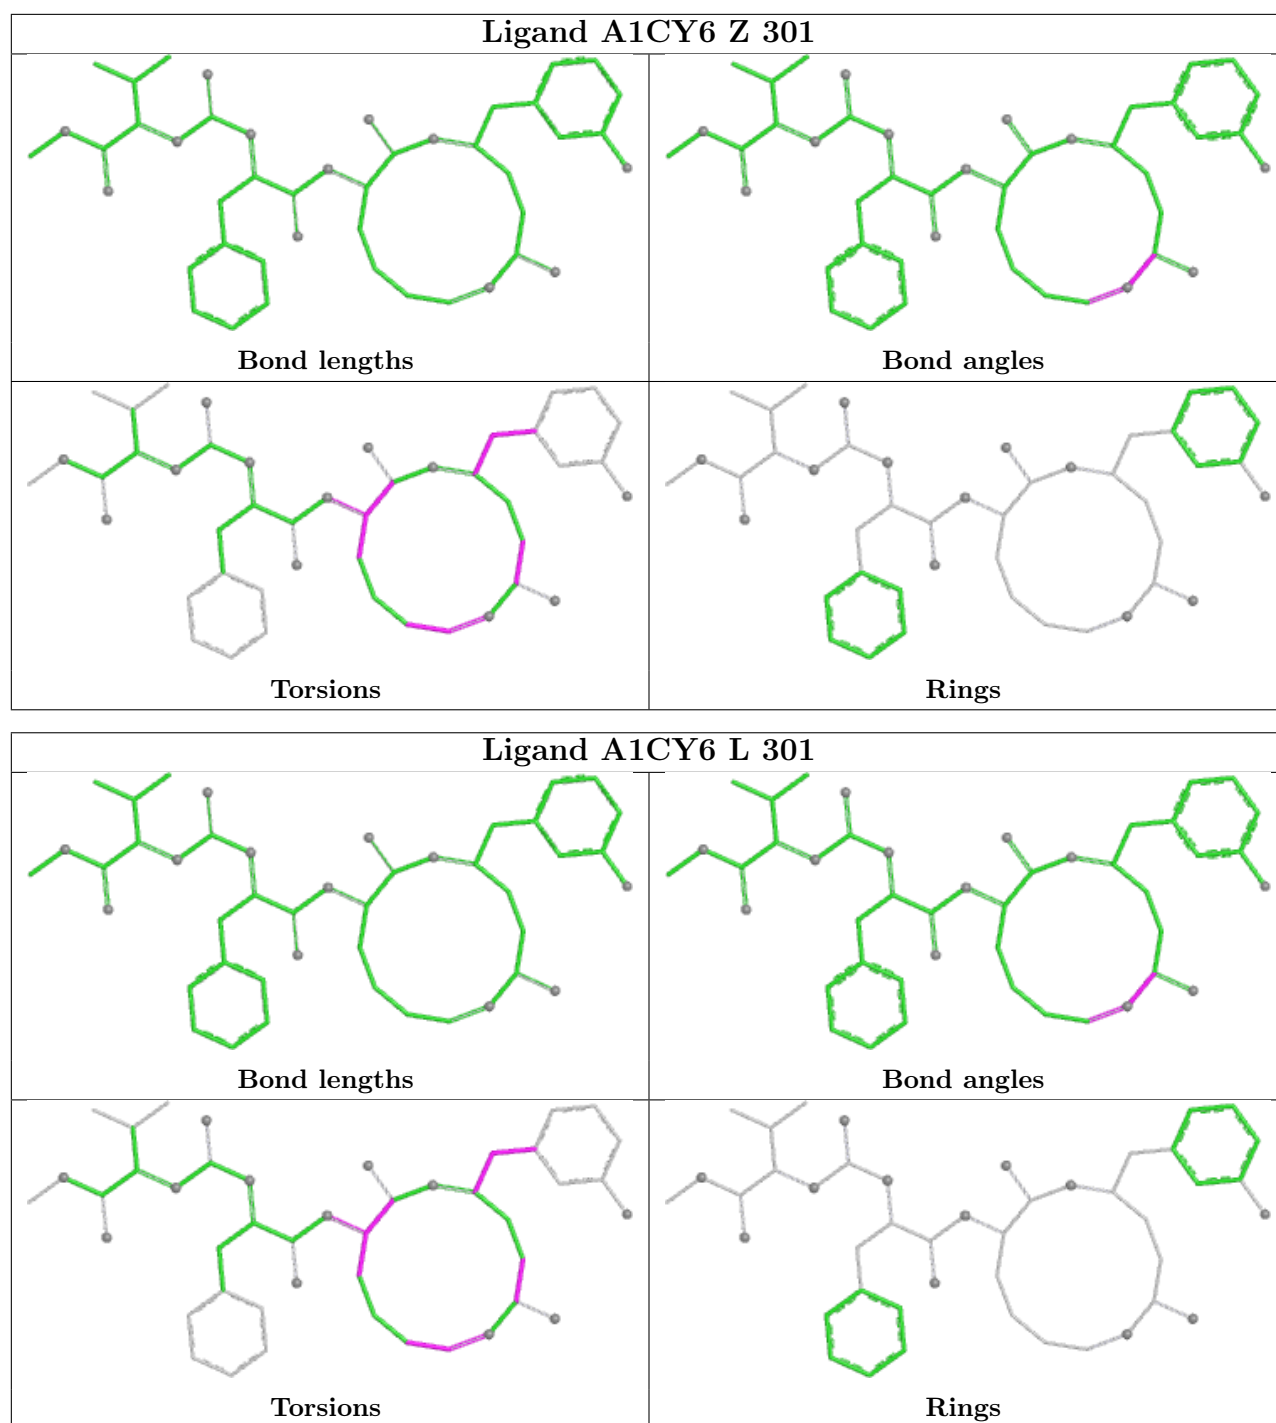 Ligand A1CY6 Z 301
Bond lengths
Bond angles
Torsions
Rings
Ligand A1CY6 L 301
Bond lengths
Bond angles
Torsions
Rings